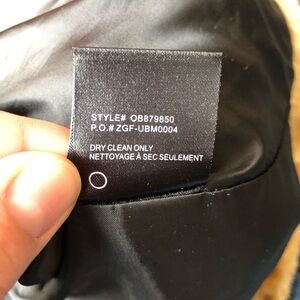 STYLE# OB879850
P.O.# ZGF-UBM0004
DRY CLEAN ONLY
NETTOYAGE À SEC SEULEMENT